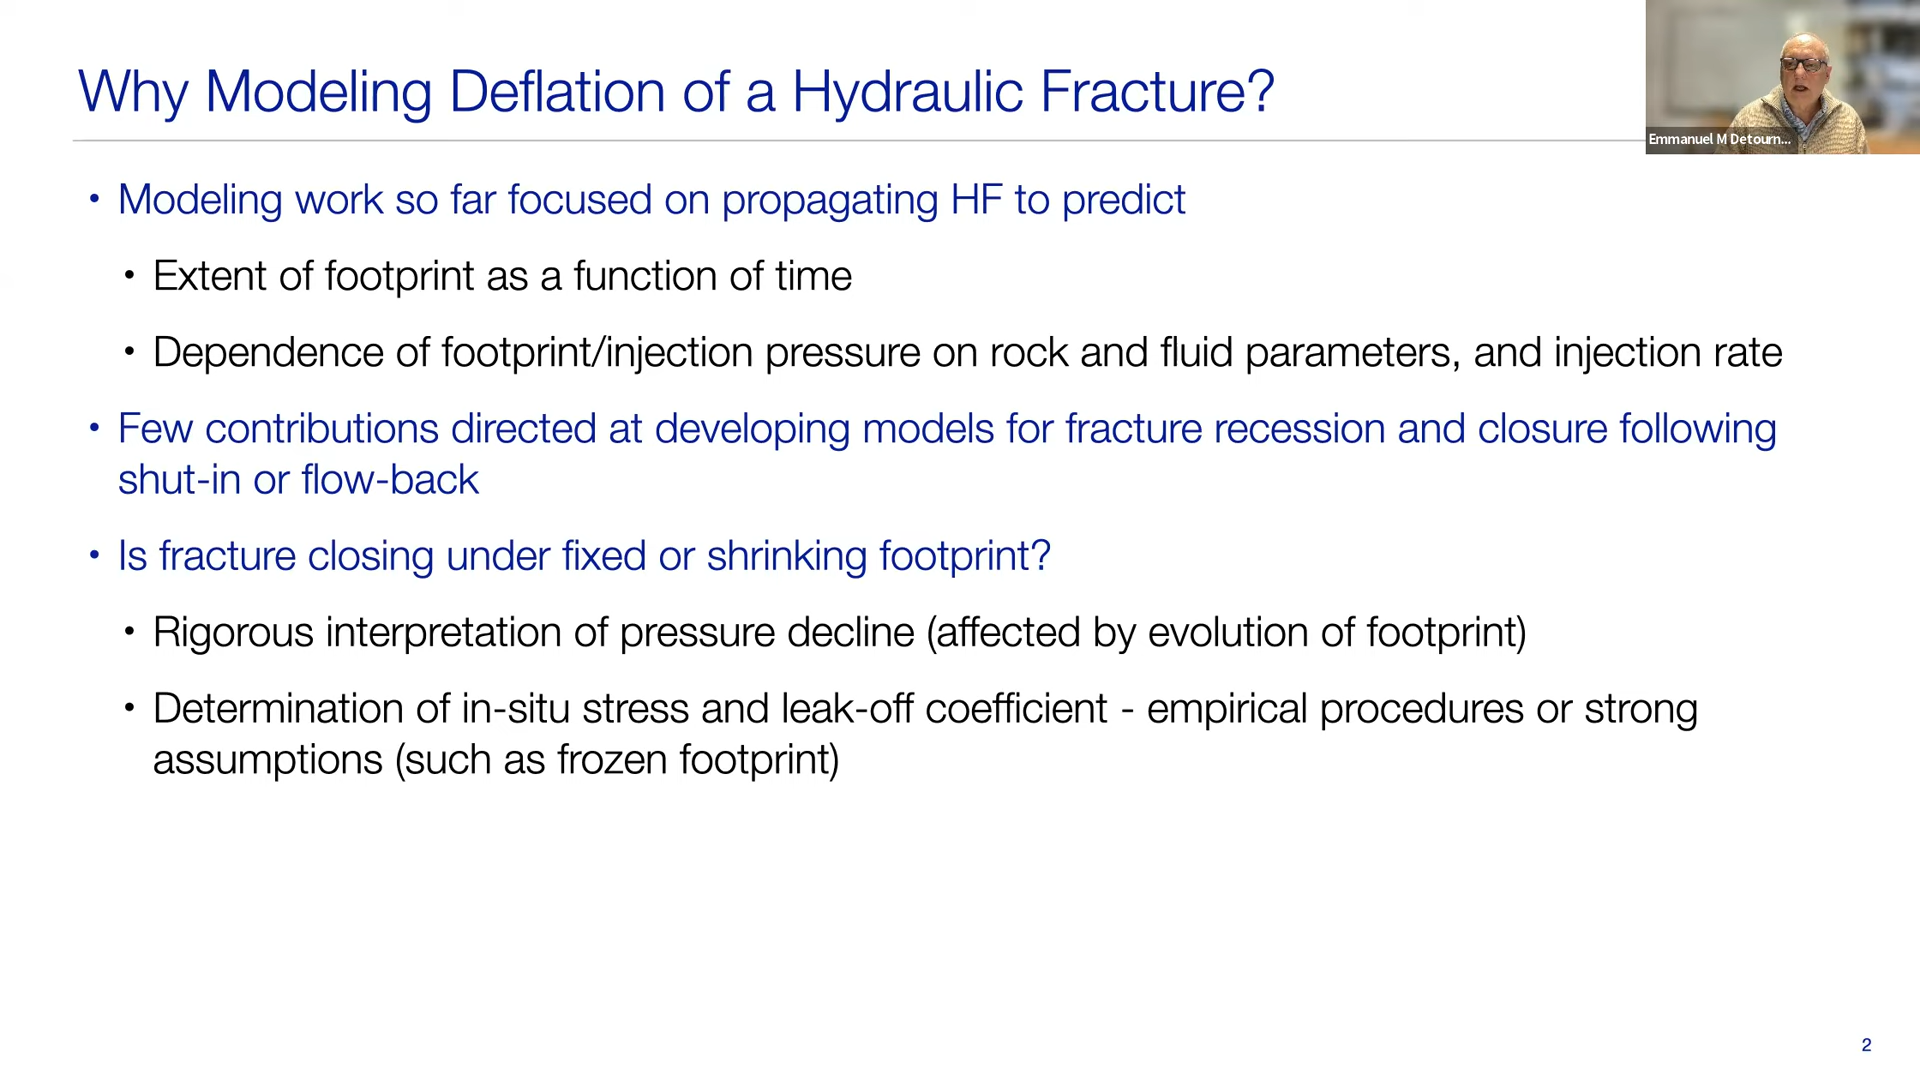 Why Modeling Deflation of a Hydraulic Fracture?
Emmanuel M Detourn...
• Modeling work so far focused on propagating HF to predict
• Extent of footprint as a function of time
• Dependence of footprint/injection pressure on rock and fluid parameters, and injection rate
• Few contributions directed at developing models for fracture recession and closure following
shut-in or flow-back
• Is fracture closing under fixed or shrinking footprint?
• Rigorous interpretation of pressure decline (affected by evolution of footprint)
• Determination of in-situ stress and leak-off coefficient - empirical procedures or strong
assumptions (such as frozen footprint)
2